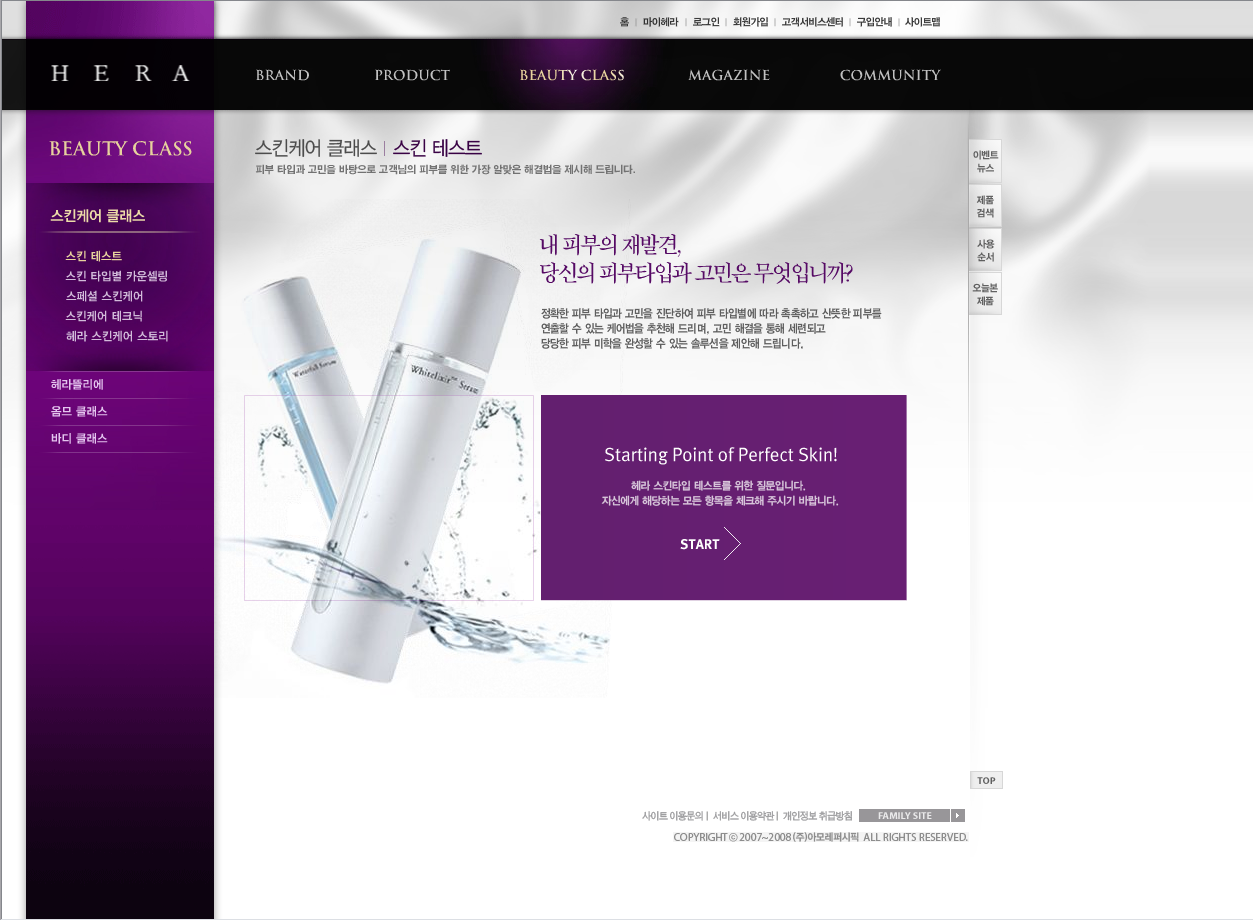 홈 | 마이헤라 | 로그인 | 회원가입 | 고객서비스센터 | 구입안내 | 사이트맵
HERA
BRAND PRODUCT BEAUTY CLASS MAGAZINE COMMUNITY
BEAUTY CLASS
스킨케어 클래스
스킨 테스트
스킨 타입별 카운셀링
스페셜 스킨케어
스킨케어 테크닉
헤라 스킨케어 스토리
헤라뜰리에
옴므 클래스
바디 클래스
스킨케어 클래스 | 스킨 테스트
피부 타입과 고민을 바탕으로 고객님의 피부를 위한 가장 알맞은 해결법을 제시해 드립니다.
내 피부의 재발견,
당신의 피부타입과 고민은 무엇입니까?
정확한 피부 타입과 고민을 진단하여 피부 타입별에 따라 촉촉하고 산뜻한 피부를
연출할 수 있는 케어법을 추천해 드리며, 고민 해결을 통해 세련되고
당당한 피부 미학을 완성할 수 있는 솔루션을 제안해 드립니다.
Waterfull Serum
Whitelixir™ Serum
Starting Point of Perfect Skin!
헤라 스킨타입 테스트를 위한 질문입니다.
자신에게 해당하는 모든 항목을 체크해 주시기 바랍니다.
START
이벤트
뉴스
제품
검색
사용
순서
오늘본
제품
TOP
사이트 이용문의 | 서비스 이용약관 | 개인정보 취급방침 FAMILY SITE
COPYRIGHT © 2007~2008 (주)아모레퍼시픽 ALL RIGHTS RESERVED.